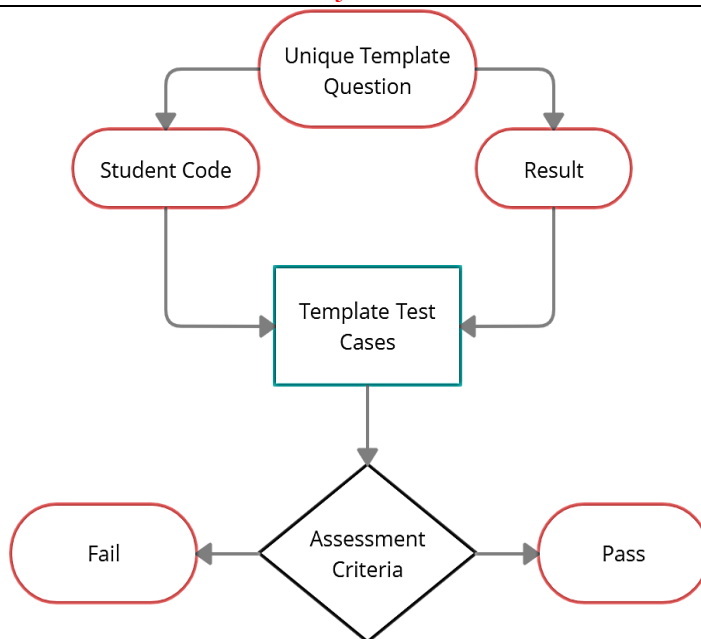 Unique Template
Question
Student Code
Result
Template Test
Cases
Assessment
Criteria
Fail
Pass